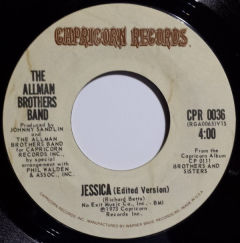 CAPRICORN RECORDS
THE
ALLMAN
BROTHERS
BAND
Produced by
JOHNNY SANDLIN
and THE
ALLMAN BROTHERS
BAND for CAPRICORN
RECORDS INC., by
special arrangement
with PHIL WALDEN
& ASSOC., INC.
CPR 0036
4:00
From the
Capricorn Album
CP 0111
BROTHERS AND
SISTERS
JESSICA (Edited Version)
(Richard Betts)
No Exit Music Co., Inc. - BMI
©1973 Capricorn
Records Inc.